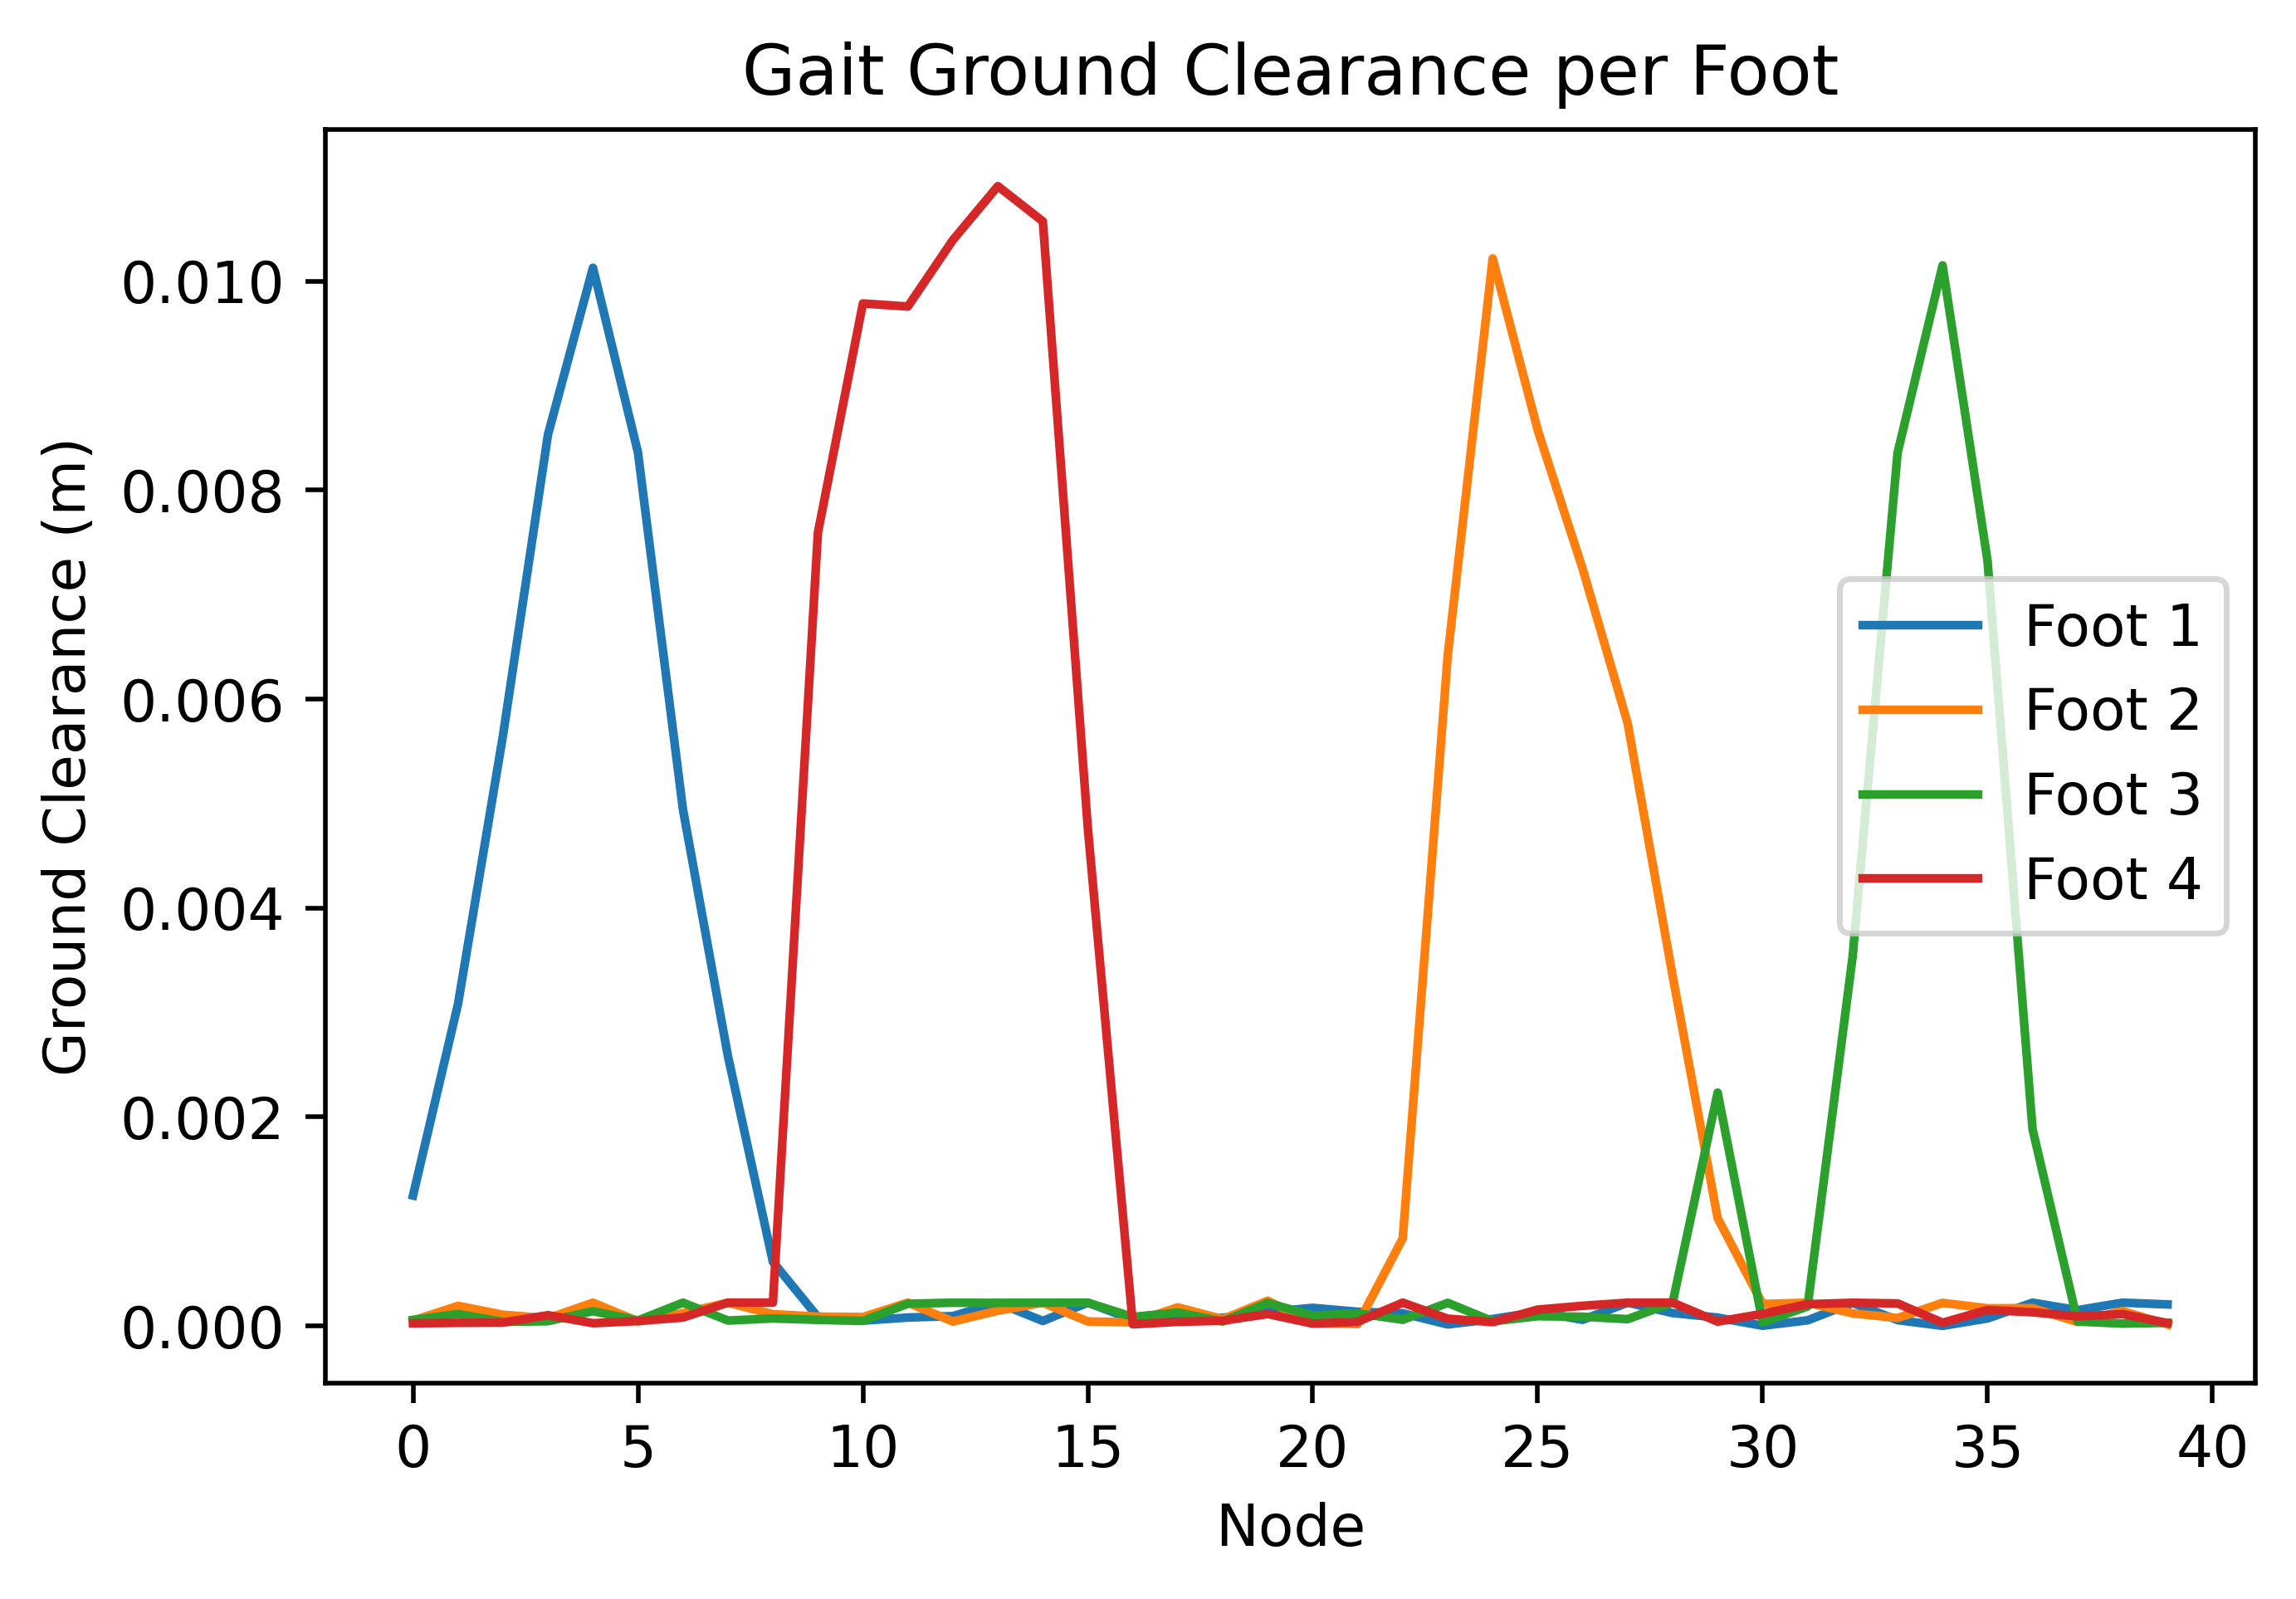 Gait Ground Clearance per Foot
Ground Clearance (m)
0.010
0.008
0.006
0.004
0.002
0.000
Foot 1
Foot 2
Foot 3
Foot 4
0 5 10 15 20 25 30 35 40
Node